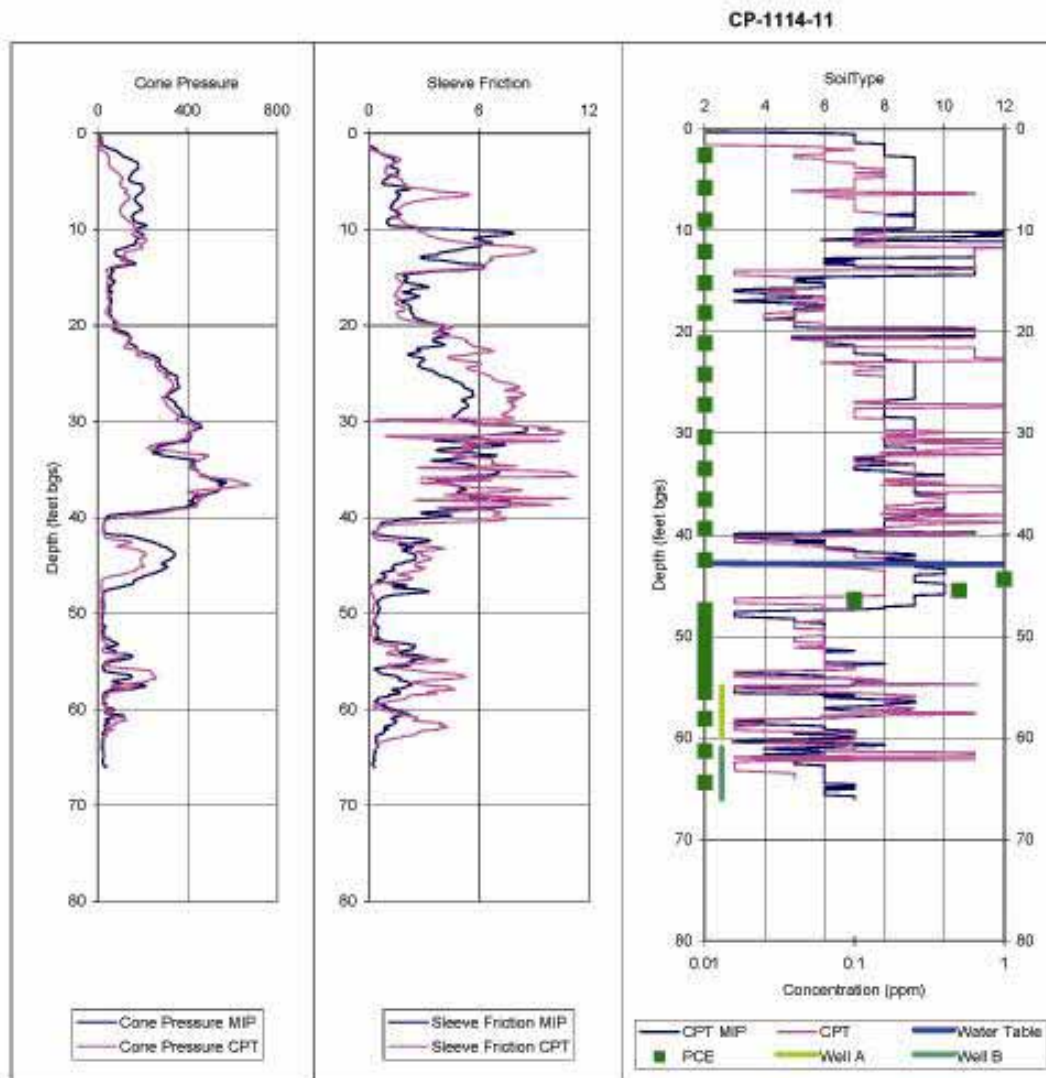 CP-1114-11
Cone Pressure
0 400 800
0
10
20
30
40
50
60
70
80
Depth (feet bgs)
Cone Pressure MIP
Cone Pressure CPT
Sleeve Friction
0 6 12
0
10
20
30
40
50
60
70
80
Sleeve Friction MIP
Sleeve Friction CPT
SoilType
2 4 6 8 10 12
0 0
10 10
20 20
30 30
40 40
50 50
60 60
70 70
80 80
Depth (feet bgs)
0.01 0.1 1
Concentration (ppm)
CPT MIP CPT Water Table
PCE Well A Well B